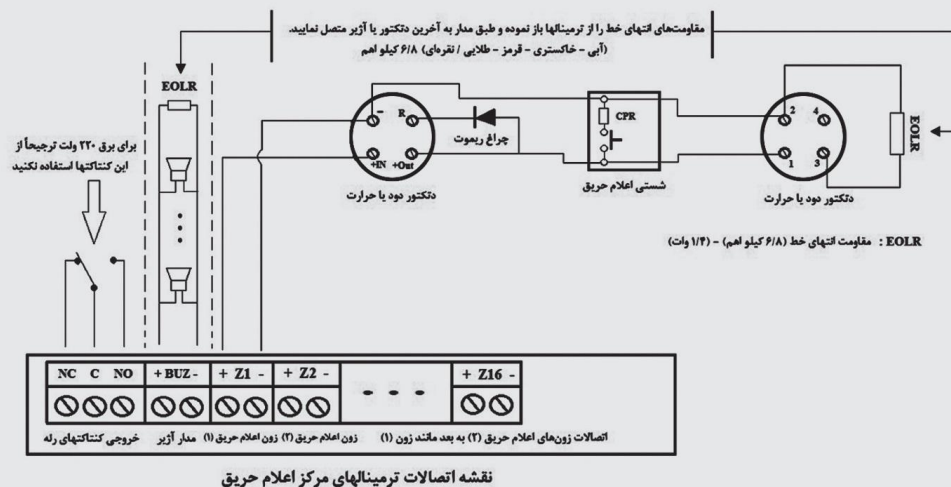 مقاومت‌های انتهای خط را از ترمینالها باز نموده و طبق مدار به آخرین دتکتور یا آژیر متصل نمایید.
(آبی - خاکستری - قرمز - طلایی / نقره‌ای) ۶/۸ کیلو اهم
EOLR
برای برق ۲۲۰ ولت ترجیحاً از
این کنتاکتها استفاده نکنید
- R
+IN +Out
چراغ ریموت
دتکتور دود یا حرارت
CPR
شستی اعلام حریق
2 4
1 3
EOLR
دتکتور دود یا حرارت
EOLR : مقاومت انتهای خط (۶/۸ کیلو اهم) - (۱/۴ وات)
NC C NO + BUZ - + Z1 - + Z2 - + Z16 -
خروجی کنتاکتهای رله
مدار آژیر
زون اعلام حریق (۱)
زون اعلام حریق (۲)
اتصالات زون‌های اعلام حریق (۲) به بعد مانند زون (۱)
نقشه اتصالات ترمینالهای مرکز اعلام حریق